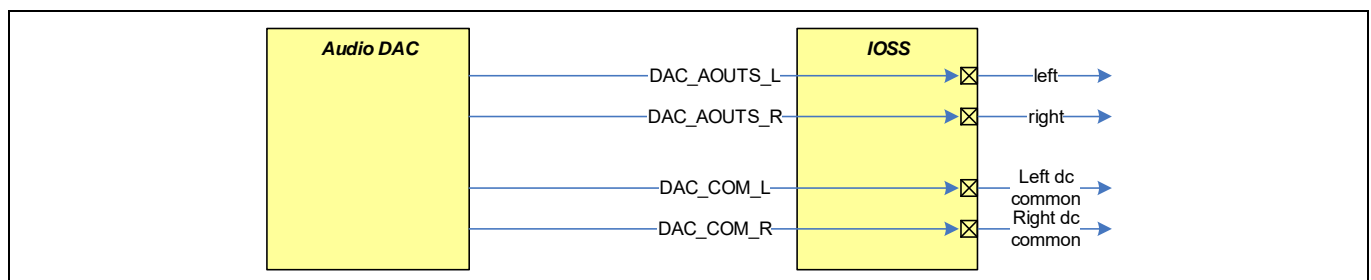 Audio DAC
IOSS
DAC_AOUTS_L
left
DAC_AOUTS_R
right
DAC_COM_L
Left dc
common
DAC_COM_R
Right dc
common